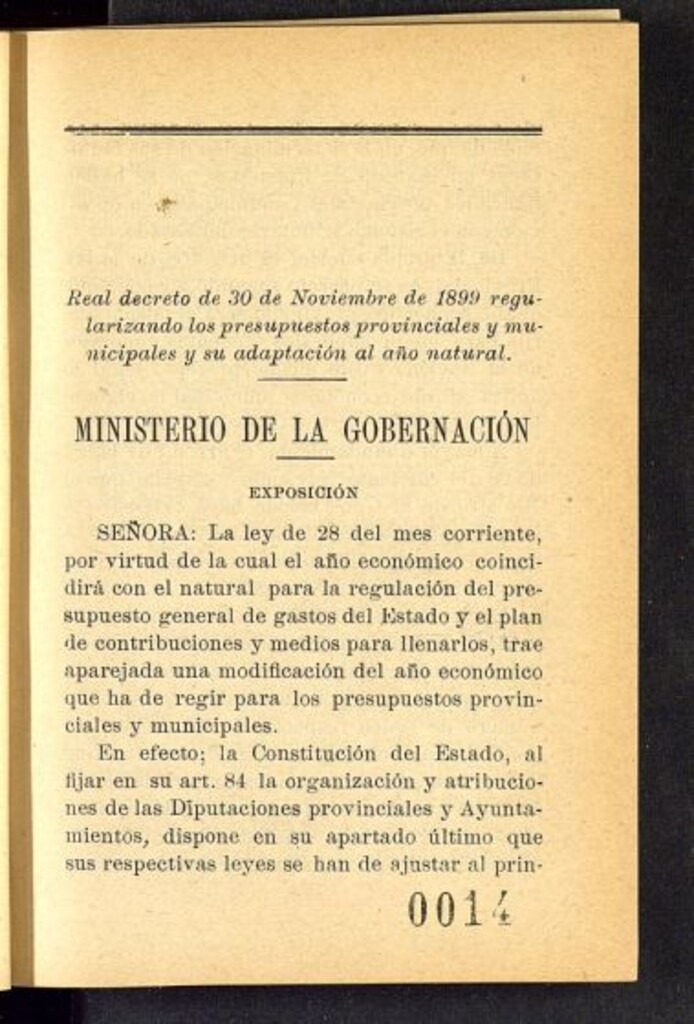 Real decreto de 30 de Noviembre de 1899 regu-
larizando los presupuestos provinciales y mu-
nicipales y su adaptación al año natural.
MINISTERIO DE LA GOBERNACIÓN
EXPOSICIÓN
SEÑORA: La ley de 28 del mes corriente,
por virtud de la cual el año económico coinci-
dirá con el natural para la regulación del pre-
supuesto general de gastos del Estado y el plan
de contribuciones y medios para llenarlos, trae
aparejada una modificación del año económico
que ha de regir para los presupuestos provin-
ciales y municipales.
En efecto; la Constitución del Estado, al
fijar en su art. 84 la organización y atribucio-
nes de las Diputaciones provinciales y Ayunta-
mientos, dispone en su apartado último que
sus respectivas leyes se han de ajustar al prin-
0014